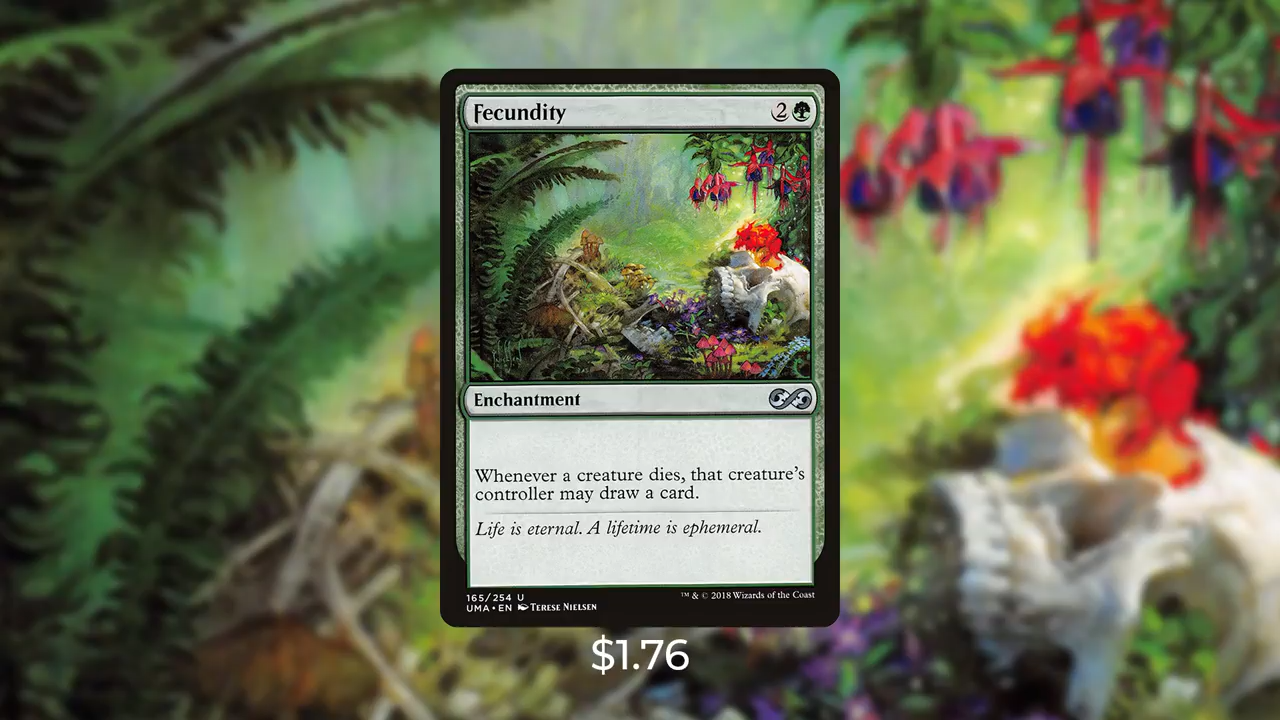 Fecundity 2
Enchantment
Whenever a creature dies, that creature's
controller may draw a card.
Life is eternal. A lifetime is ephemeral.
165/254 U
UMA • EN Terese Nielsen
™ & © 2018 Wizards of the Coast
$1.76